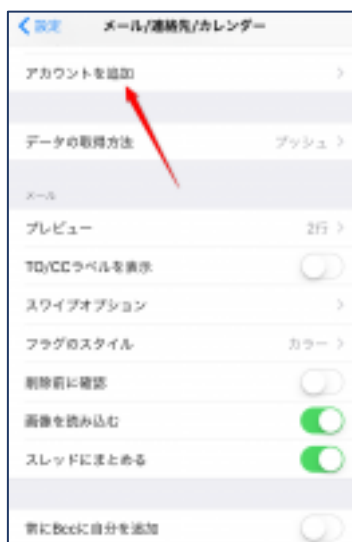 設定 メール/連絡先/カレンダー
アカウントを追加
データの取得方法 プッシュ
メール
プレビュー 2行
TO/CCラベルを表示
スワイプオプション
フラグのスタイル カラー
削除前に確認
画像を読み込む
スレッドにまとめる
常にBccに自分を追加